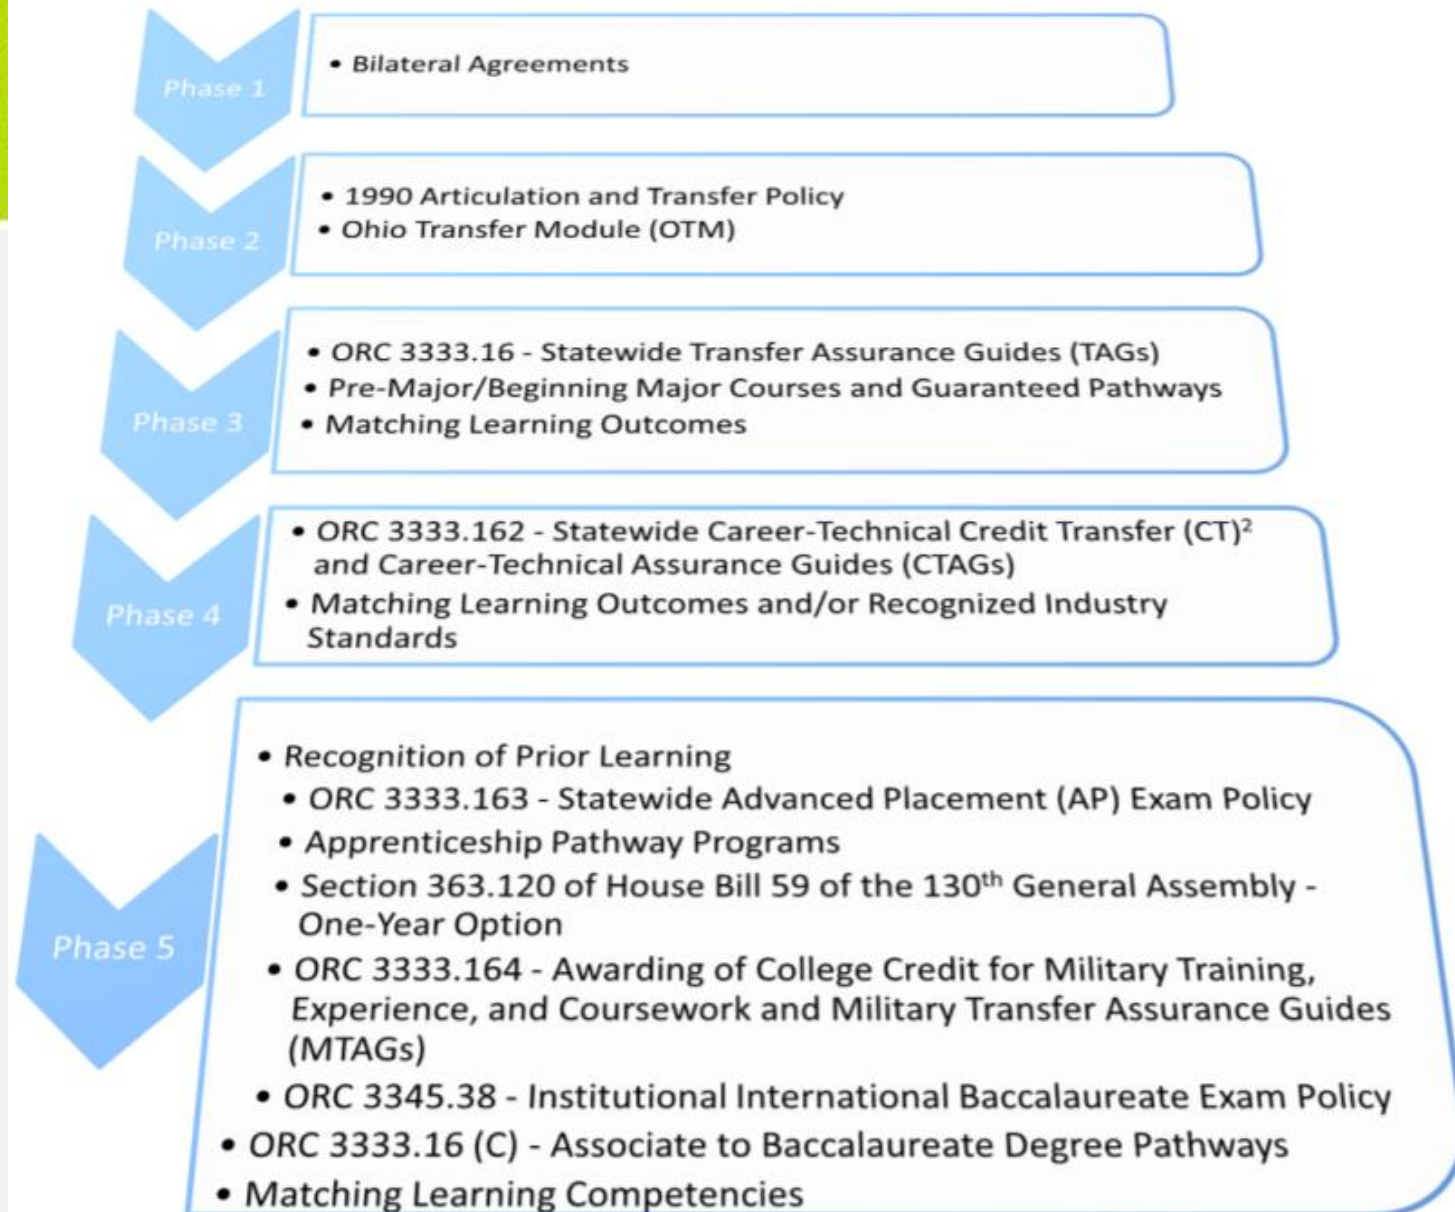 Phase 1
• Bilateral Agreements
Phase 2
• 1990 Articulation and Transfer Policy
• Ohio Transfer Module (OTM)
Phase 3
• ORC 3333.16 - Statewide Transfer Assurance Guides (TAGs)
• Pre-Major/Beginning Major Courses and Guaranteed Pathways
• Matching Learning Outcomes
Phase 4
• ORC 3333.162 - Statewide Career-Technical Credit Transfer (CT)²
and Career-Technical Assurance Guides (CTAGs)
• Matching Learning Outcomes and/or Recognized Industry
Standards
Phase 5
• Recognition of Prior Learning
• ORC 3333.163 - Statewide Advanced Placement (AP) Exam Policy
• Apprenticeship Pathway Programs
• Section 363.120 of House Bill 59 of the 130th General Assembly -
One-Year Option
• ORC 3333.164 - Awarding of College Credit for Military Training,
Experience, and Coursework and Military Transfer Assurance Guides
(MTAGs)
• ORC 3345.38 - Institutional International Baccalaureate Exam Policy
• ORC 3333.16 (C) - Associate to Baccalaureate Degree Pathways
• Matching Learning Competencies